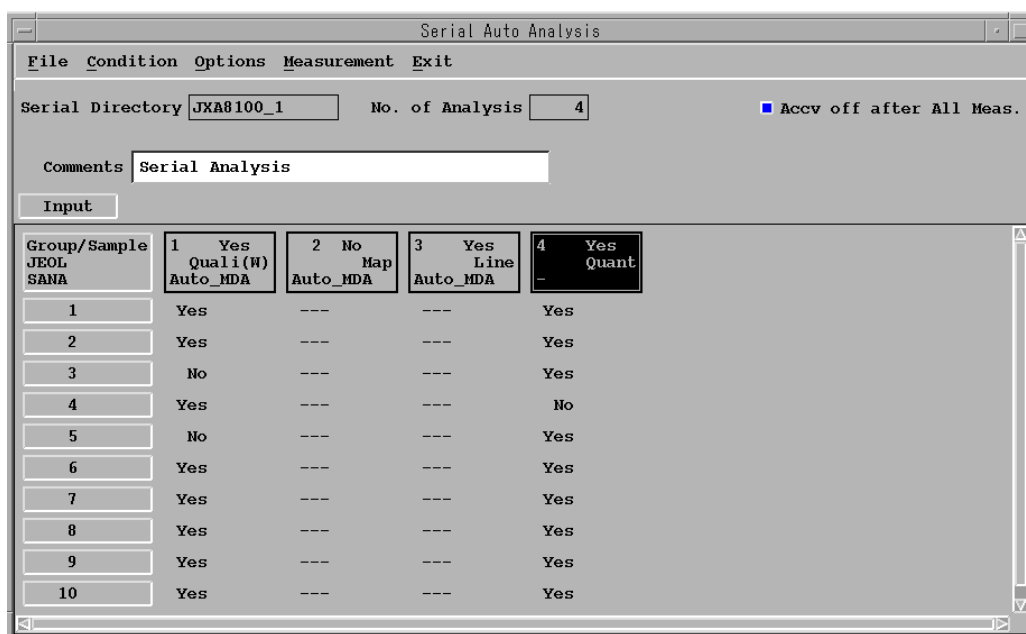 Serial Auto Analysis
File Condition Options Measurement Exit
Serial Directory JXA8100_1 No. of Analysis 4 Accv off after All Meas.
Comments Serial Analysis
Input
Group/Sample 1 Yes 2 No 3 Yes 4 Yes
JEOL Quali(W) Map Line Quant
SANA Auto_MDA Auto_MDA Auto_MDA -
1 Yes --- --- Yes
2 Yes --- --- Yes
3 No --- --- Yes
4 Yes --- --- No
5 No --- --- Yes
6 Yes --- --- Yes
7 Yes --- --- Yes
8 Yes --- --- Yes
9 Yes --- --- Yes
10 Yes --- --- Yes